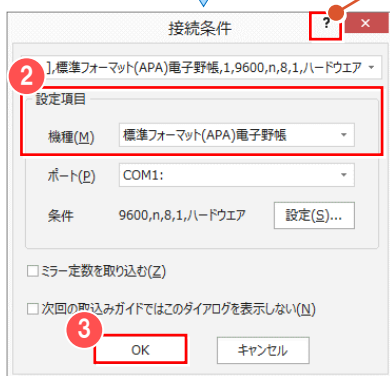 接続条件
?
×
],標準フォーマット(APA)電子野帳,1,9600,n,8,1,ハードウエア
2
設定項目
機種(M) 標準フォーマット(APA)電子野帳
ポート(P) COM1:
条件 9600,n,8,1,ハードウエア 設定(S)...
ミラー定数を取り込む(Z)
次回の取込みガイドではこのダイアログを表示しない(N)
3
OK キャンセル